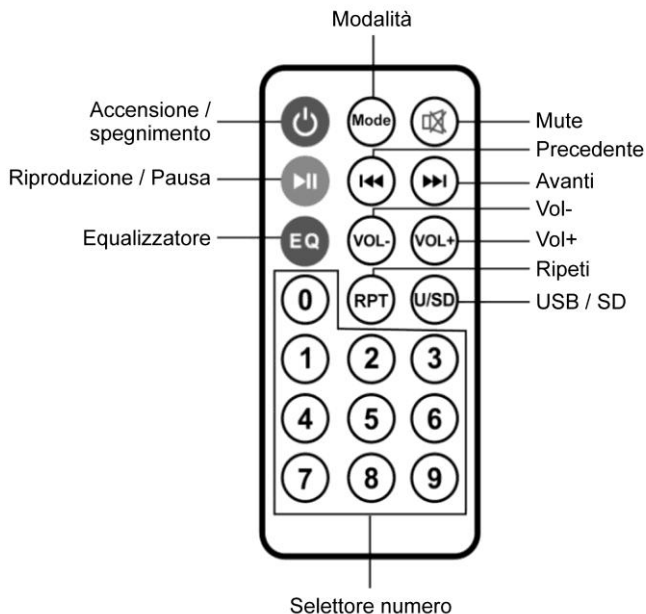 Modalità
Accensione /
spegnimento
Mode
Mute
Precedente
Riproduzione / Pausa
Avanti
Vol-
Equalizzatore
EQ
VOL-
VOL+
Vol+
Ripeti
0
RPT
U/SD
USB / SD
1
2
3
4
5
6
7
8
9
Selettore numero